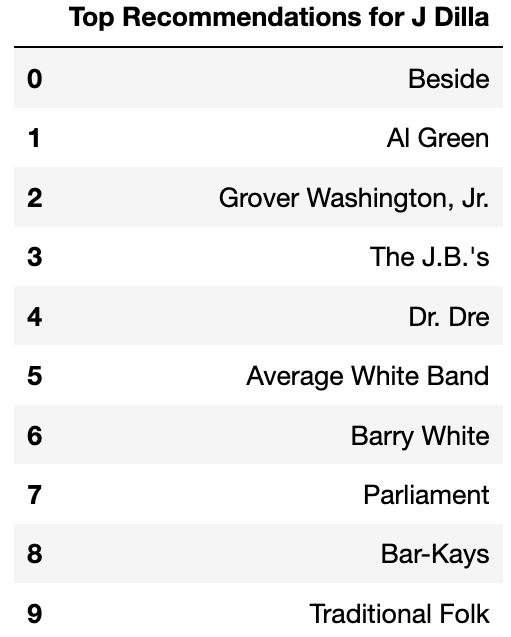 Top Recommendations for J Dilla
0 Beside
1 Al Green
2 Grover Washington, Jr.
3 The J.B.'s
4 Dr. Dre
5 Average White Band
6 Barry White
7 Parliament
8 Bar-Kays
9 Traditional Folk